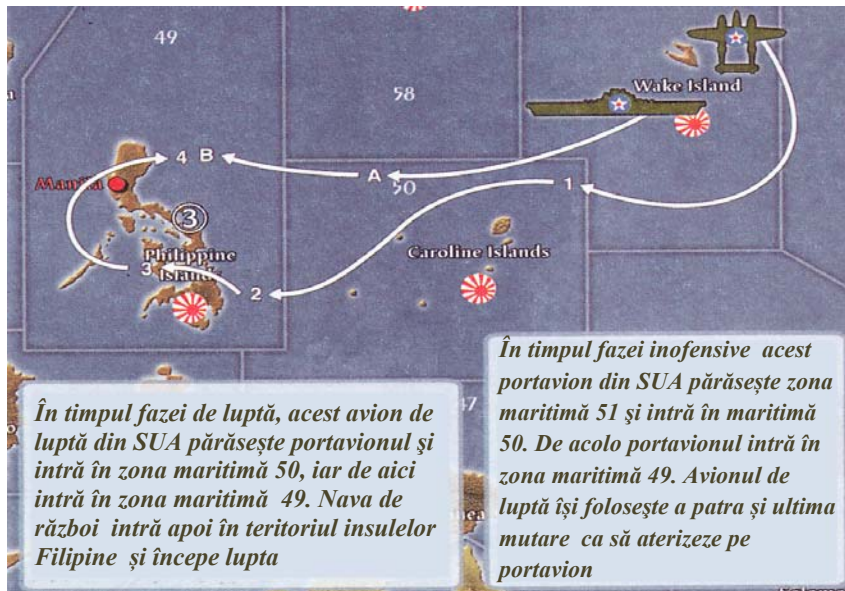 49
58
Wake Island
4 B
A
50
1
Manila
3
Philippine
Islands
3
2
Caroline Islands
În timpul fazei inofensive acest
portavion din SUA părăsește zona
maritimă 51 şi intră în maritimă
50. De acolo portavionul intră în
zona maritimă 49. Avionul de
luptă își foloseşte a patra și ultima
mutare ca să aterizeze pe
portavion
47
În timpul fazei de luptă, acest avion de
luptă din SUA părăsește portavionul şi
intră în zona maritimă 50, iar de aici
intră în zona maritimă 49. Nava de
război intră apoi în teritoriul insulelor
Filipine și începe lupta